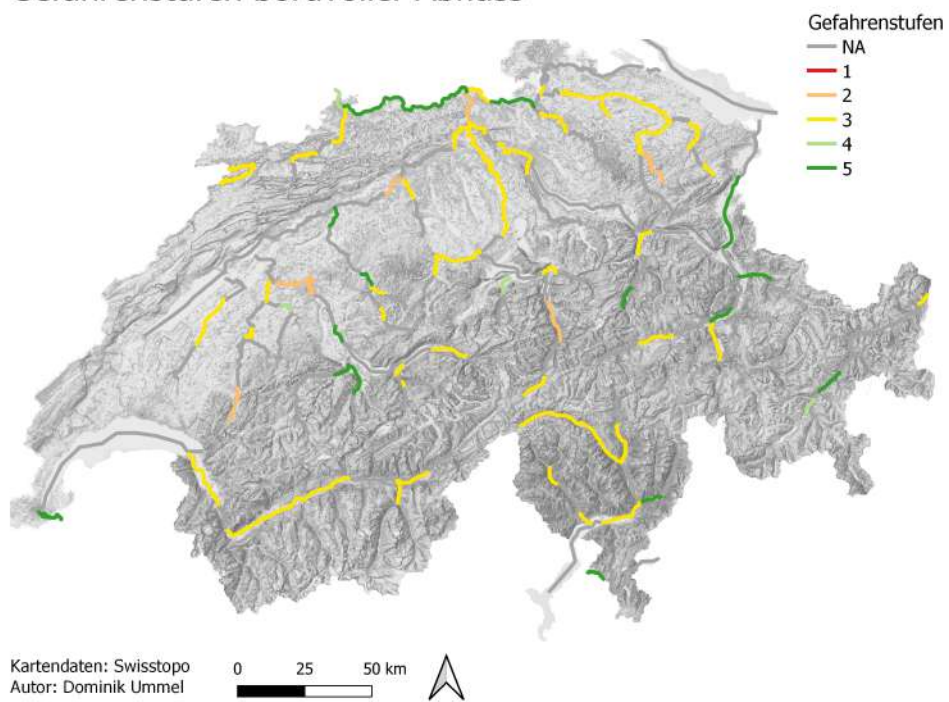 Gefahrenstufen
NA
1
2
3
4
5
Kartendaten: Swisstopo
Autor: Dominik Ummel
0 25 50 km